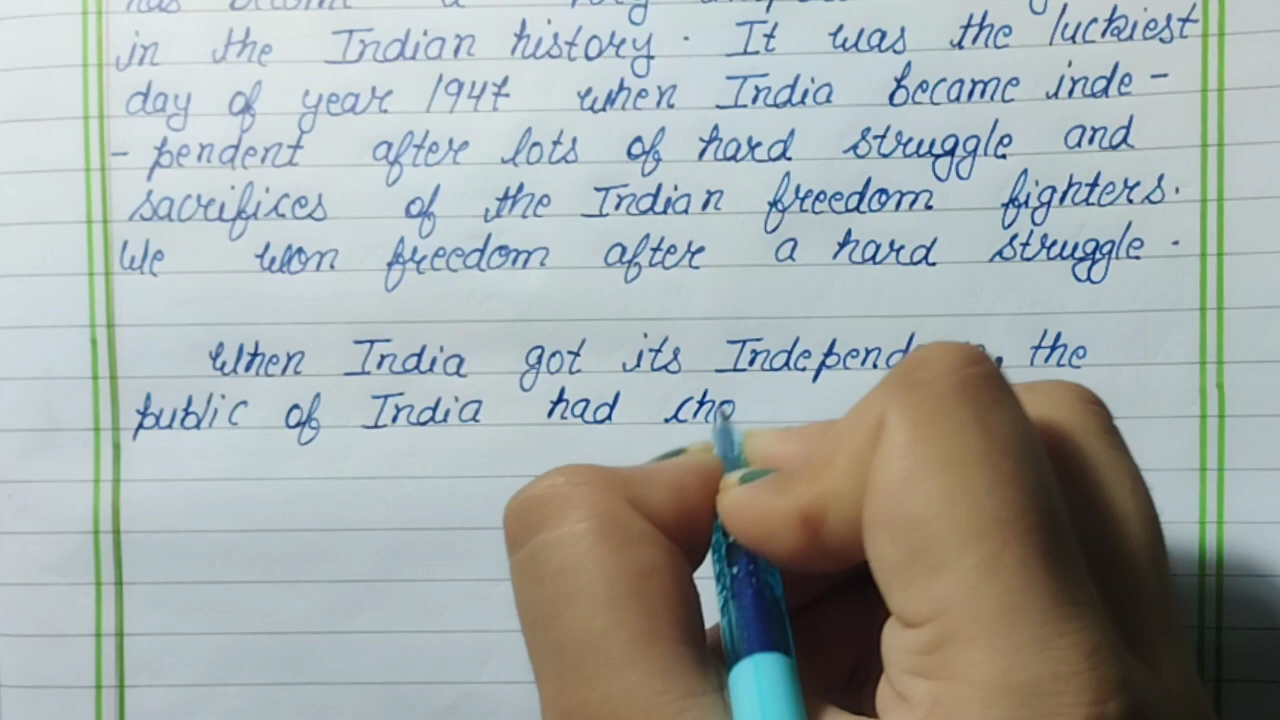 in the Indian history. It was the luckiest
day of year 1947 when India became inde-
-pendent after lots of hard struggle and
sacrifices of the Indian freedom fighters.
We won freedom after a hard struggle.
When India got its the
public of India had cho